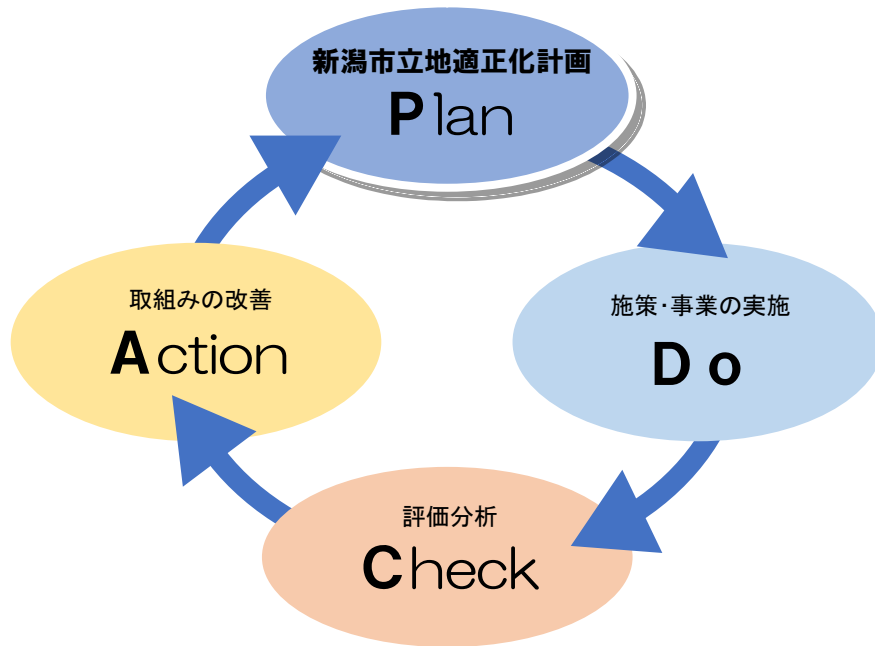 新潟市立地適正化計画
Plan
施策・事業の実施
Do
評価分析
Check
取組みの改善
Action